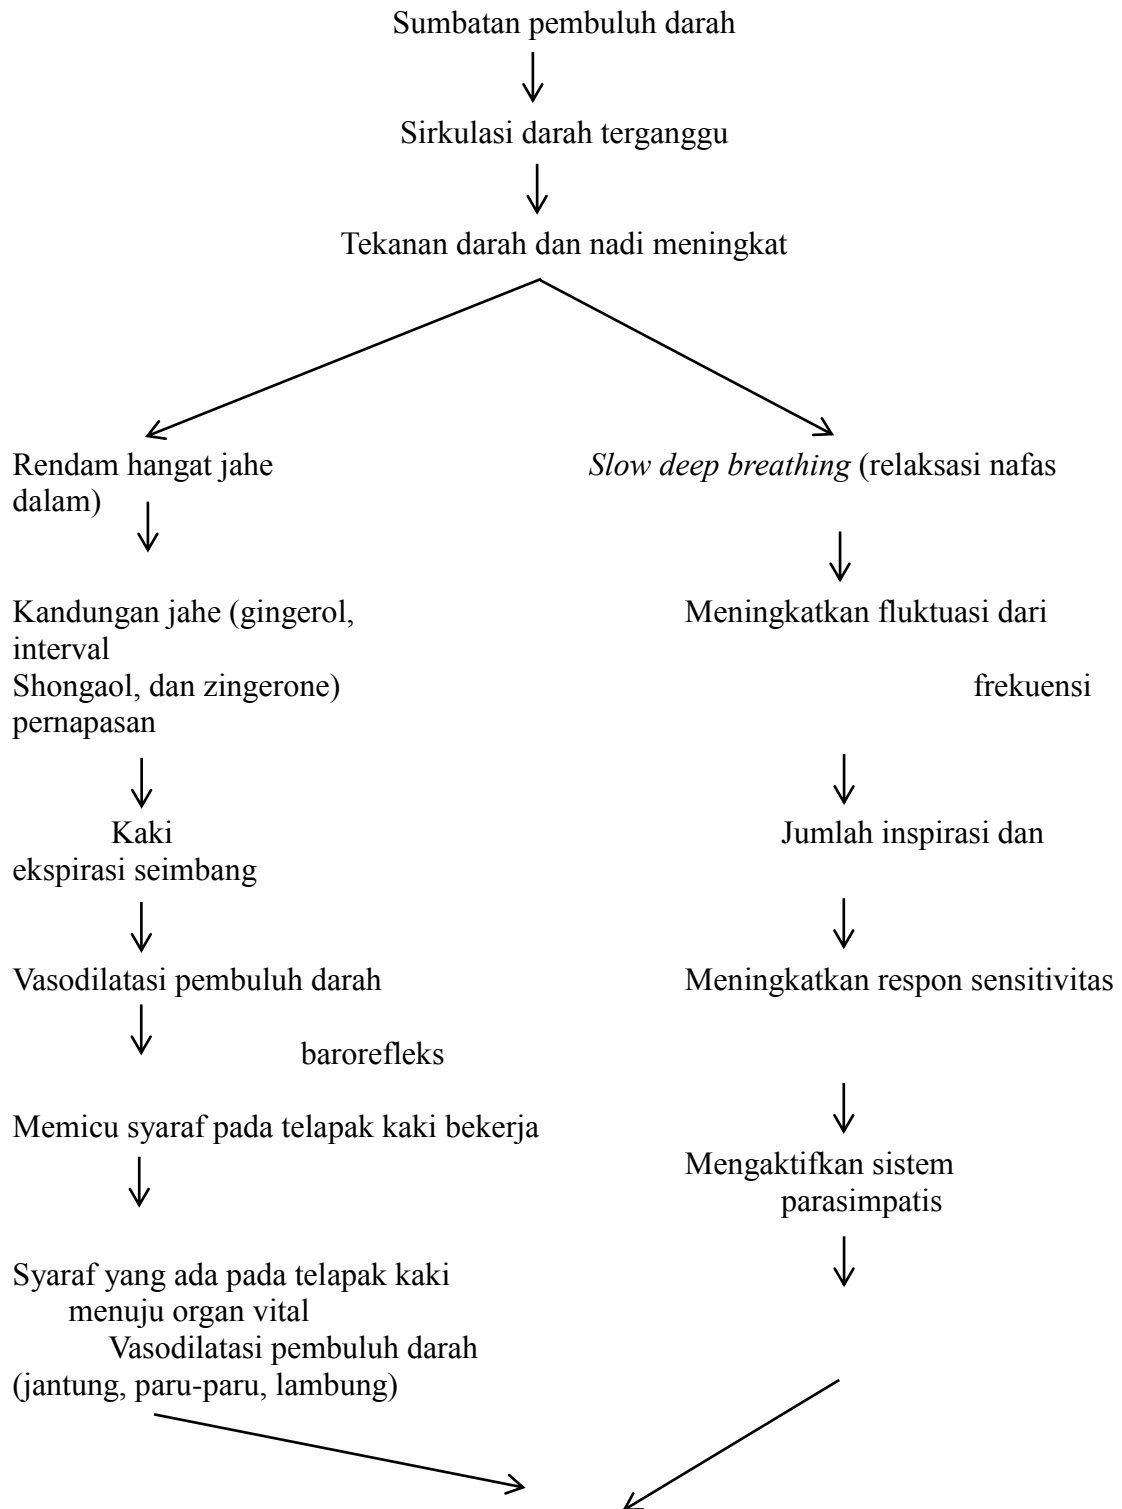 Sumbatan pembuluh darah
Sirkulasi darah terganggu
Tekanan darah dan nadi meningkat
Rendam hangat jahe Slow deep breathing (relaksasi nafas
dalam)
Kandungan jahe (gingerol, Meningkatkan fluktuasi dari
interval
Shongaol, dan zingerone) frekuensi
pernapasan
Kaki Jumlah inspirasi dan
ekspirasi seimbang
Vasodilatasi pembuluh darah Meningkatkan respon sensitivitas
barorefleks
Memicu syaraf pada telapak kaki bekerja
Mengaktifkan sistem
parasimpatis
Syaraf yang ada pada telapak kaki
menuju organ vital
Vasodilatasi pembuluh darah
(jantung, paru-paru, lambung)